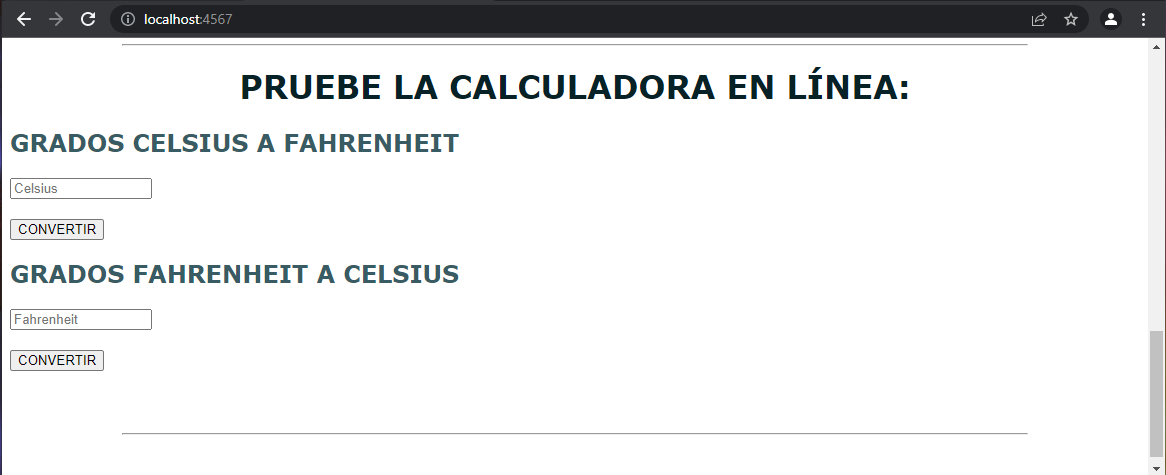 localhost:4567
PRUEBE LA CALCULADORA EN LÍNEA:
GRADOS CELSIUS A FAHRENHEIT
Celsius
CONVERTIR
GRADOS FAHRENHEIT A CELSIUS
Fahrenheit
CONVERTIR